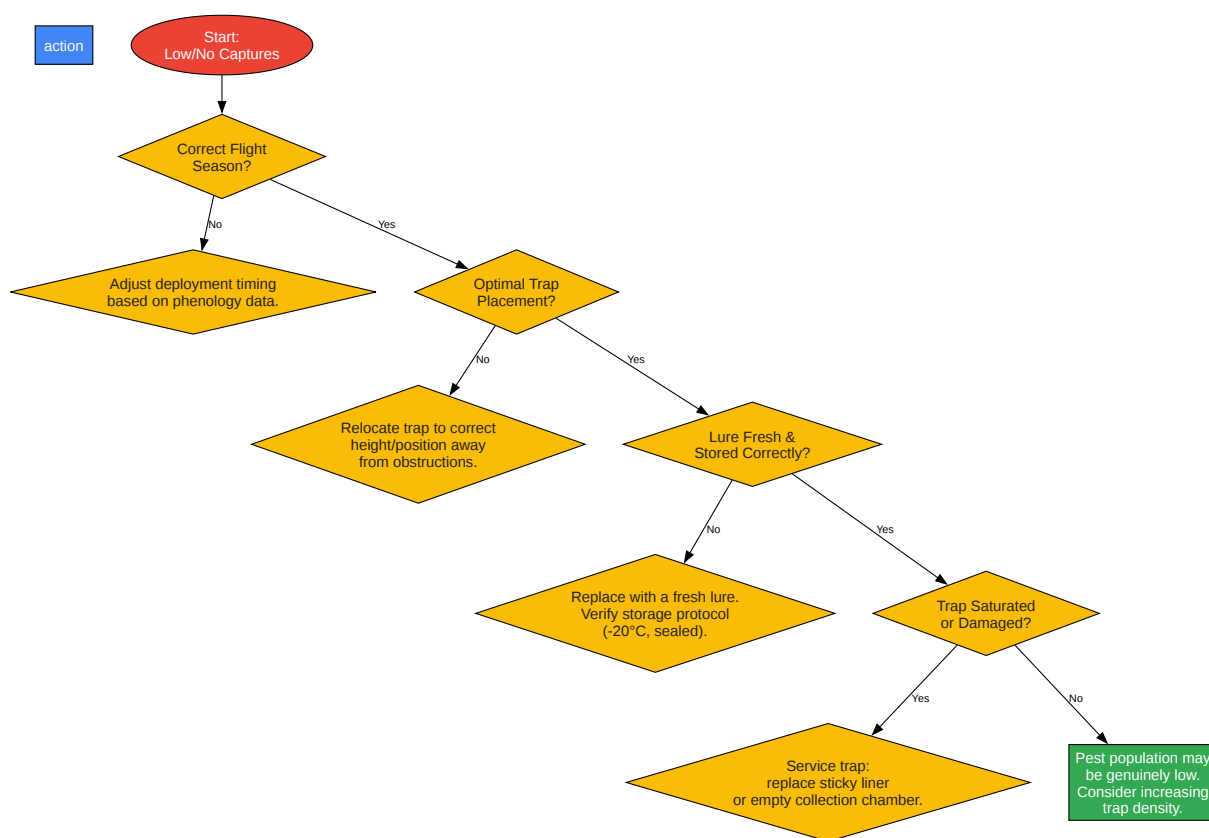 action
Start:
Low/No Captures
Correct Flight
Season?
No
Yes
Adjust deployment timing
based on phenology data.
Optimal Trap
Placement?
No
Yes
Relocate trap to correct
height/position away
from obstructions.
Lure Fresh &
Stored Correctly?
No
Yes
Replace with a fresh lure.
Verify storage protocol
(-20°C, sealed).
Trap Saturated
or Damaged?
Yes
No
Service trap:
replace sticky liner
or empty collection chamber.
Pest population may
be genuinely low.
Consider increasing
trap density.